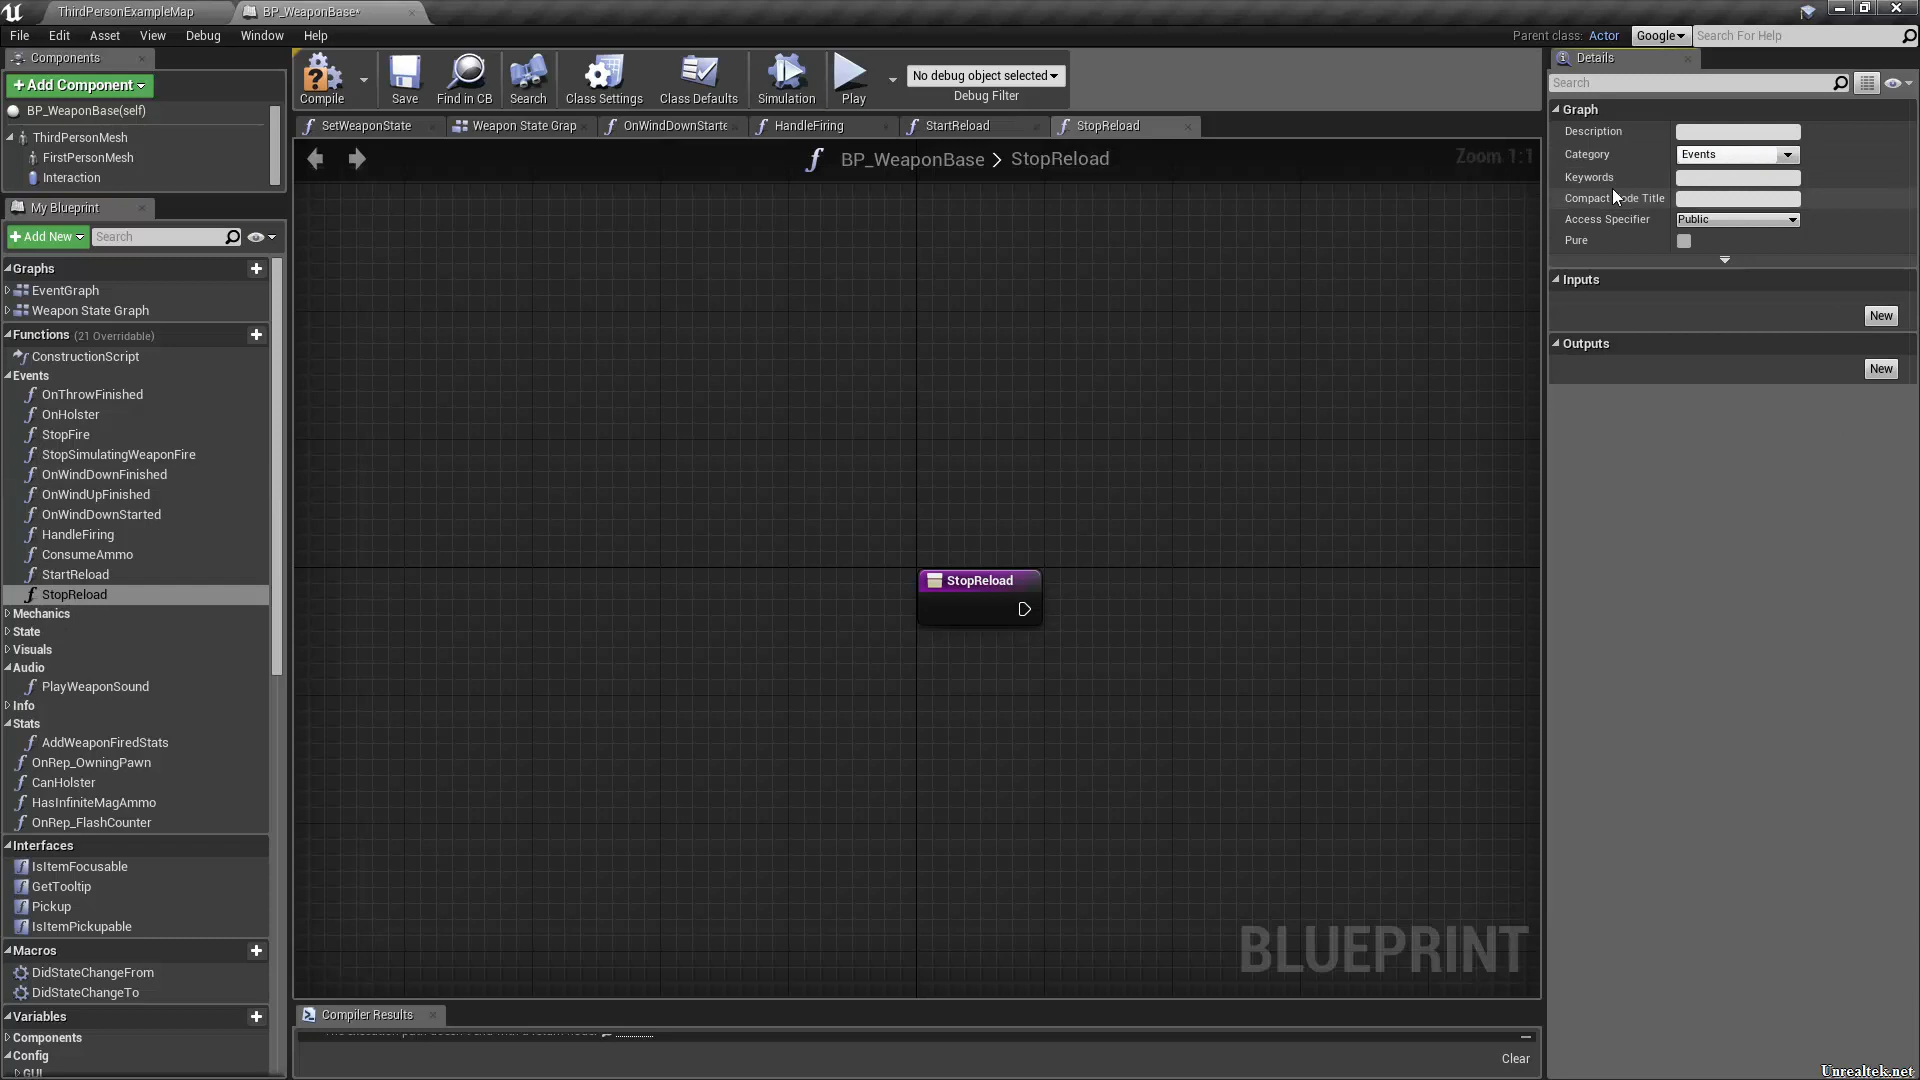 ThirdPersonExampleMap
BP_WeaponBase*
File Edit Asset View Debug Window Help
Parent class: Actor
Google
Search For Help
Components
+ Add Component
BP_WeaponBase(self)
ThirdPersonMesh
FirstPersonMesh
Interaction
My Blueprint
+ Add New
Search
Graphs
EventGraph
Weapon State Graph
Functions (21 Overridable)
ConstructionScript
Events
OnThrowFinished
OnHolster
StopFire
StopSimulatingWeaponFire
OnWindDownFinished
OnWindUpFinished
OnWindDownStarted
HandleFiring
ConsumeAmmo
StartReload
StopReload
Mechanics
State
Visuals
Audio
PlayWeaponSound
Info
Stats
AddWeaponFiredStats
OnRep_OwningPawn
CanHolster
HasInfiniteMagAmmo
OnRep_FlashCounter
Interfaces
IsItemFocusable
GetTooltip
Pickup
IsItemPickupable
Macros
DidStateChangeFrom
DidStateChangeTo
Variables
Components
Config
GUI
Compile
Save
Find in CB
Search
Class Settings
Class Defaults
Simulation
Play
No debug object selected
Debug Filter
SetWeaponState
Weapon State Grap
OnWindDownStarte
HandleFiring
StartReload
StopReload
BP_WeaponBase > StopReload
Zoom 1:1
StopReload
BLUEPRINT
Compiler Results
Clear
Details
Search
Graph
Description
Category Events
Keywords
Access Specifier Public
Pure
Inputs
New
Outputs
New
Unrealtek.net